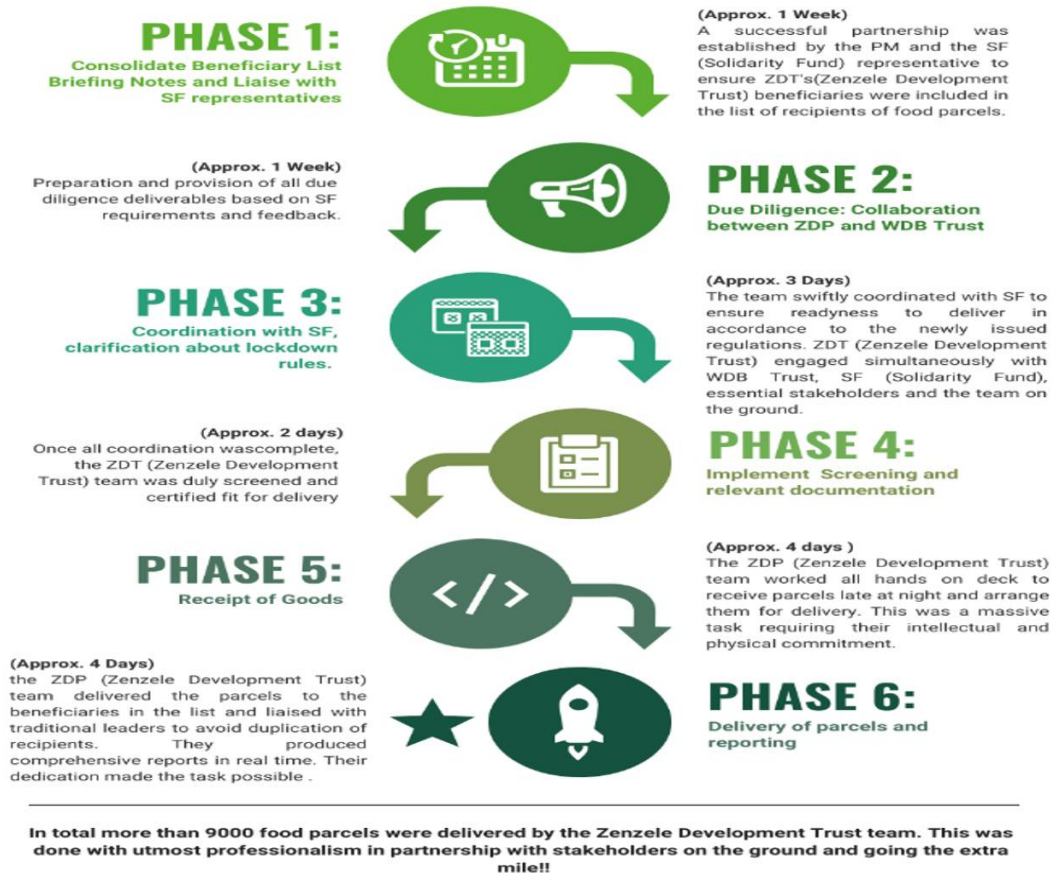 PHASE 1:
Consolidate Beneficiary List
Briefing Notes and Liaise with
SF representatives
(Approx. 1 Week)
A successful partnership was
established by the PM and the SF
(Solidarity Fund) representative to
ensure ZDT's(Zenzele Development
Trust) beneficiaries were included in
the list of recipients of food parcels.
PHASE 2:
Due Diligence: Collaboration
between ZDP and WDB Trust
(Approx. 1 Week)
Preparation and provision of all due
diligence deliverables based on SF
requirements and feedback.
PHASE 3:
Coordination with SF,
clarification about lockdown
rules.
(Approx. 3 Days)
The team swiftly coordinated with SF to
ensure readyness to deliver in
accordance to the newly issued
regulations. ZDT (Zenzele Development
Trust) engaged simultaneously with
WDB Trust, SF (Solidarity Fund),
essential stakeholders and the team on
the ground.
PHASE 4:
Implement Screening and
relevant documentation
(Approx. 2 days)
Once all coordination wascomplete,
the ZDT (Zenzele Development
Trust) team was duly screened and
certified fit for delivery
PHASE 5:
Receipt of Goods
</>
(Approx. 4 days )
The ZDP (Zenzele Development Trust)
team worked all hands on deck to
receive parcels late at night and arrange
them for delivery. This was a massive
task requiring their intellectual and
physical commitment.
PHASE 6:
Delivery of parcels and
reporting
(Approx. 4 Days)
the ZDP (Zenzele Development Trust)
team delivered the parcels to the
beneficiaries in the list and liaised with
traditional leaders to avoid duplication of
recipients. They produced
comprehensive reports in real time. Their
dedication made the task possible .
In total more than 9000 food parcels were delivered by the Zenzele Development Trust team. This was
done with utmost professionalism in partnership with stakeholders on the ground and going the extra
mile!!